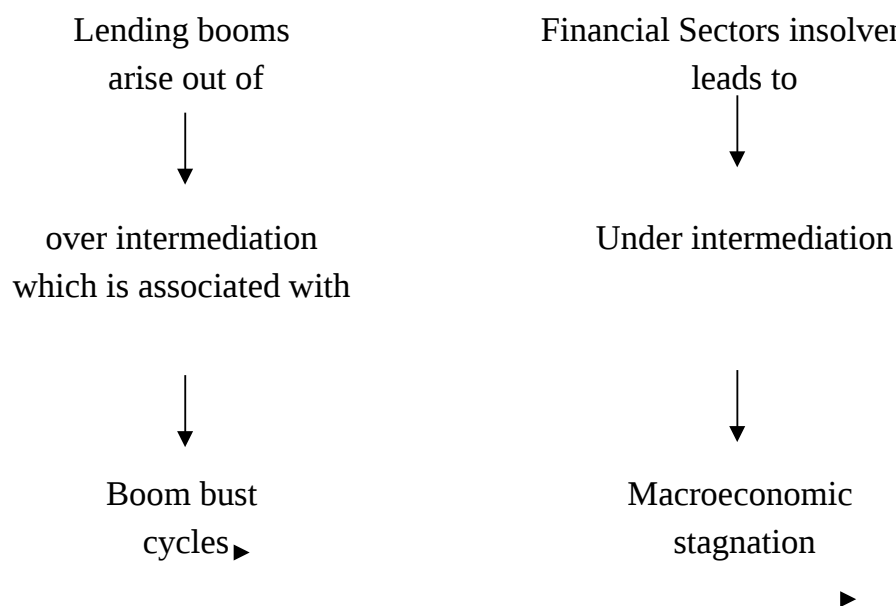 Lending booms
arise out of
over intermediation
which is associated with
Boom bust
cycles
Financial Sectors
leads to
Under intermediation
Macroeconomic
stagnation